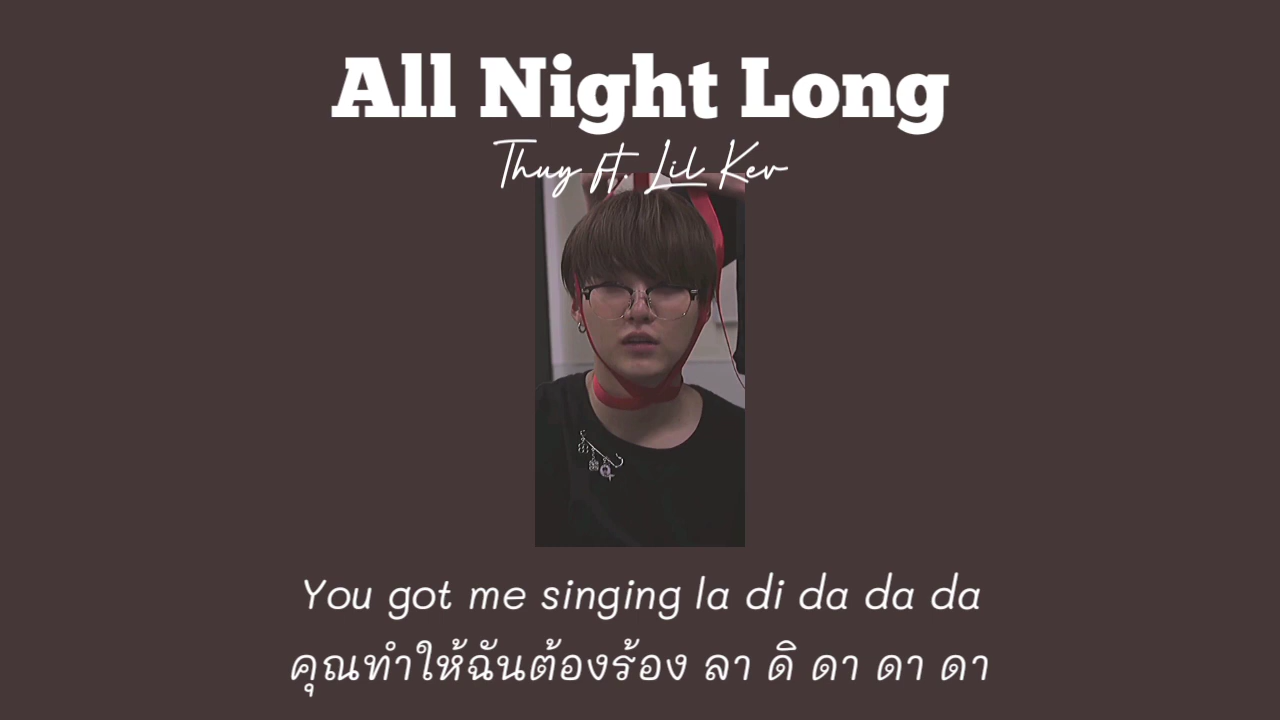 All Night Long
Thuy ft. Lil Kev
You got me singing la di da da da
คุณทำให้ฉันต้องร้อง ลา ดิ ดา ดา ดา